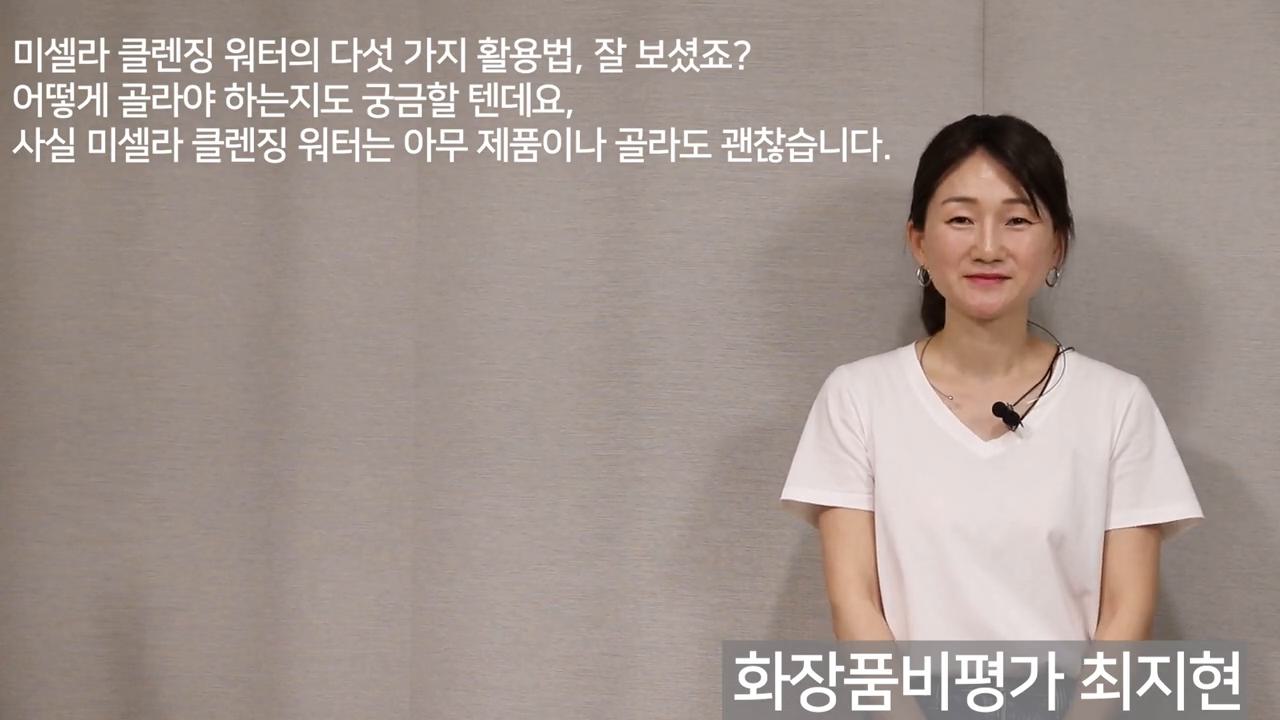 미셀라 클렌징 워터의 다섯 가지 활용법, 잘 보셨죠?
어떻게 골라야 하는지도 궁금할 텐데요,
사실 미셀라 클렌징 워터는 아무 제품이나 골라도 괜찮습니다.
화장품비평가 최지현